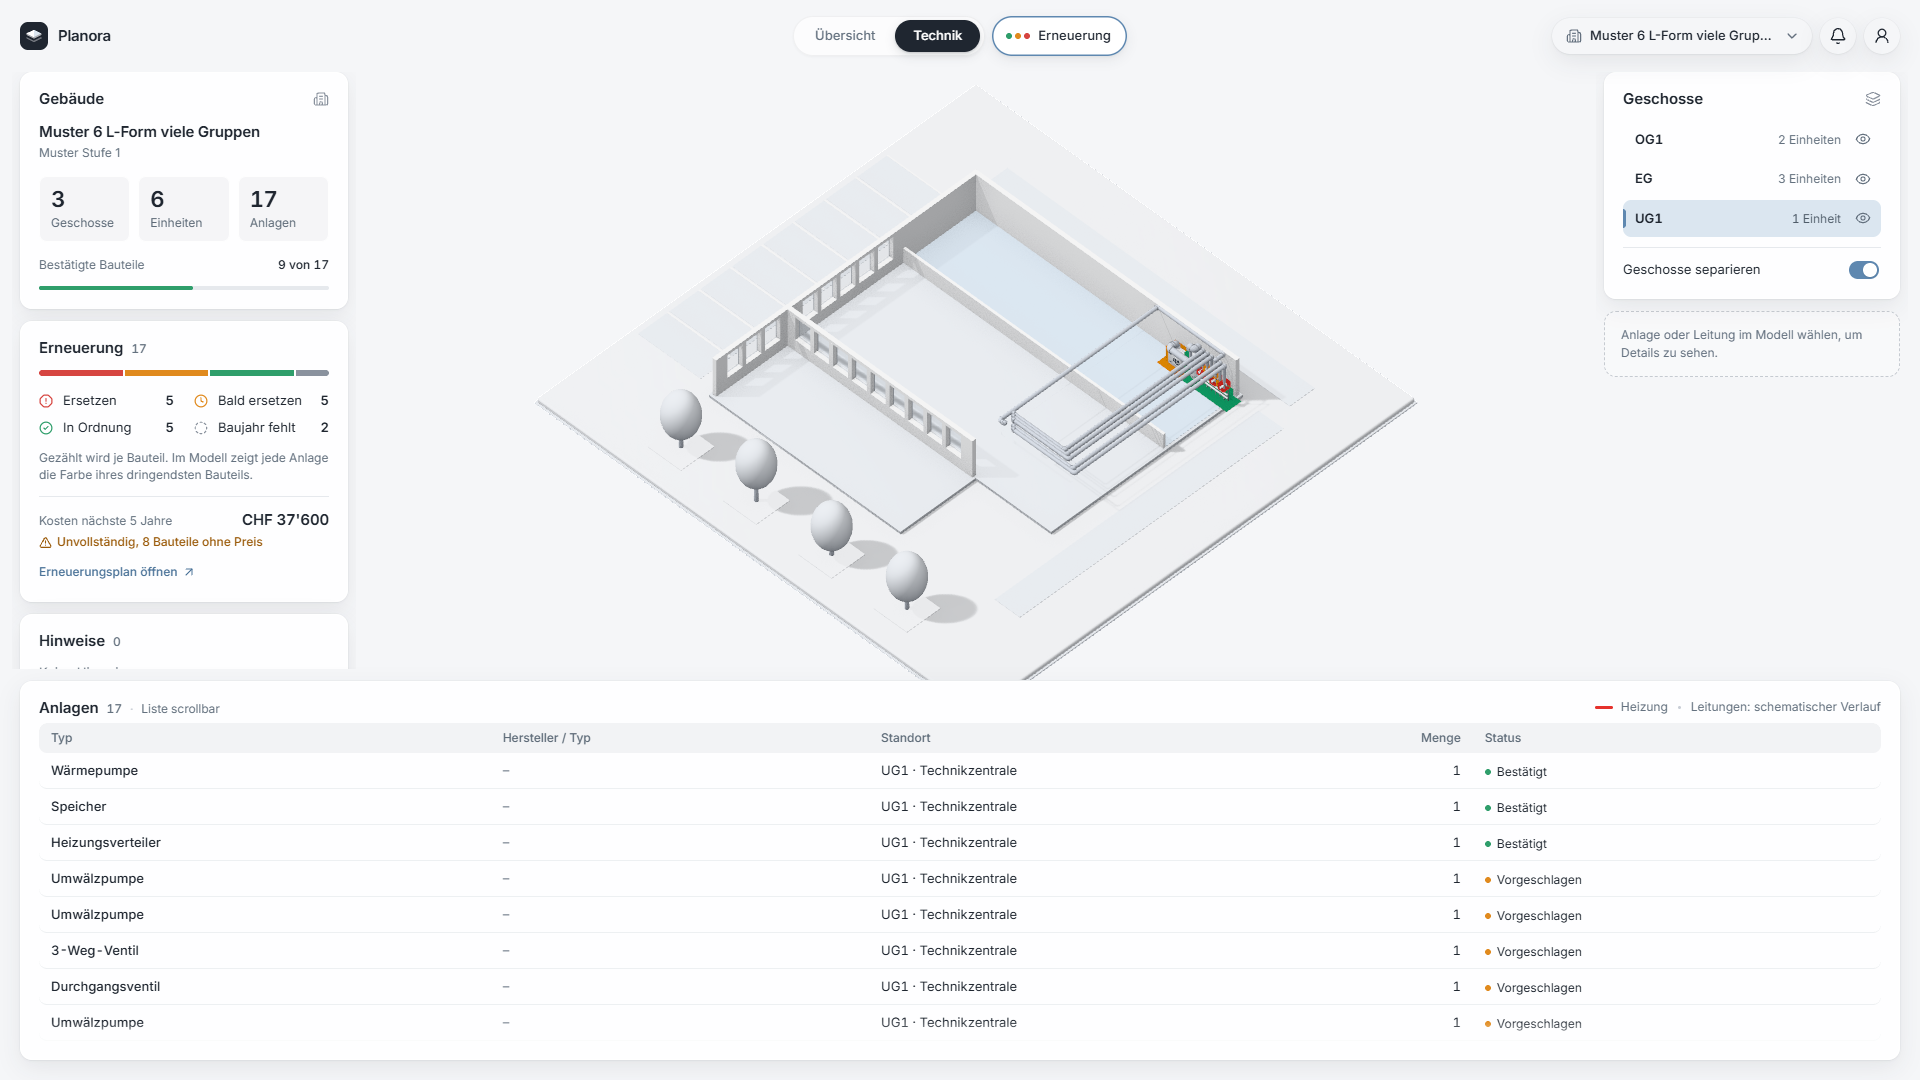 Planora
Übersicht
Technik
Erneuerung
Muster 6 L-Form viele Grup...
Gebäude
Muster 6 L-Form viele Gruppen
Muster Stufe 1
3
Geschosse
6
Einheiten
17
Anlagen
Bestätigte Bauteile
9 von 17
Erneuerung 17
Ersetzen 5
Bald ersetzen 5
In Ordnung 5
Baujahr fehlt 2
Gezählt wird je Bauteil. Im Modell zeigt jede Anlage
die Farbe ihres dringendsten Bauteils.
Kosten nächste 5 Jahre CHF 37'600
Unvollständig, 8 Bauteile ohne Preis
Erneuerungsplan öffnen
Hinweise 0
Geschosse
OG1 2 Einheiten
EG 3 Einheiten
UG1 1 Einheit
Geschosse separieren
Anlage oder Leitung im Modell wählen, um
Details zu sehen.
Anlagen 17 · Liste scrollbar
Heizung · Leitungen: schematischer Verlauf
Typ Hersteller / Typ Standort Menge Status
Wärmepumpe – UG1 · Technikzentrale 1 Bestätigt
Speicher – UG1 · Technikzentrale 1 Bestätigt
Heizungsverteiler – UG1 · Technikzentrale 1 Bestätigt
Umwälzpumpe – UG1 · Technikzentrale 1 Vorgeschlagen
Umwälzpumpe – UG1 · Technikzentrale 1 Vorgeschlagen
3-Weg-Ventil – UG1 · Technikzentrale 1 Vorgeschlagen
Durchgangsventil – UG1 · Technikzentrale 1 Vorgeschlagen
Umwälzpumpe – UG1 · Technikzentrale 1 Vorgeschlagen